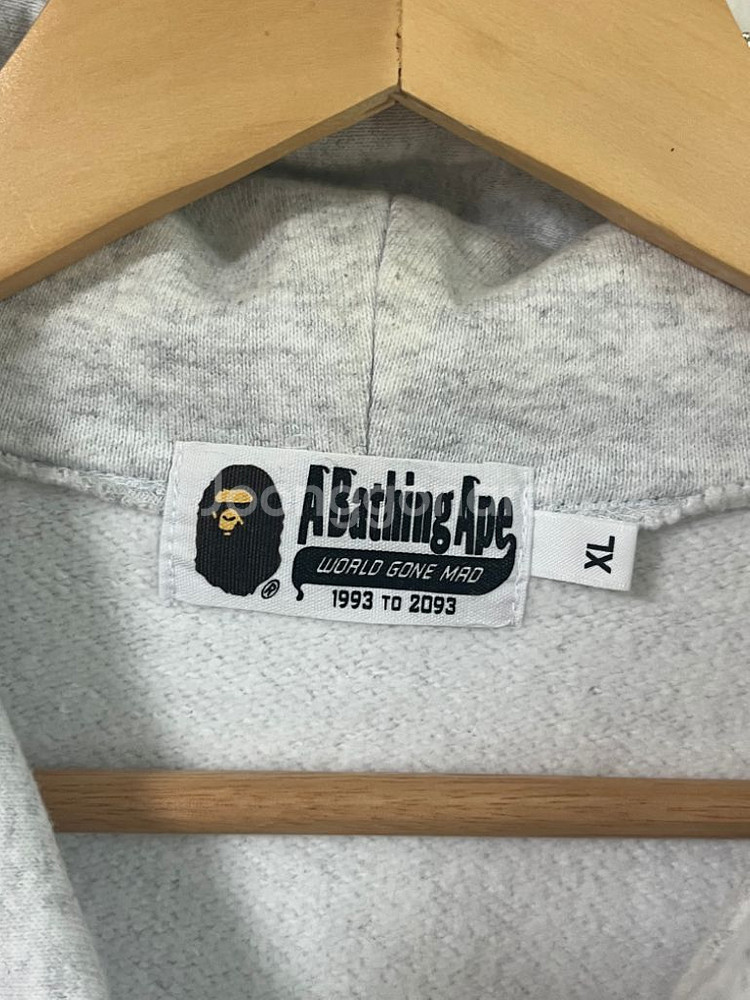 A Bathing Ape
WORLD GONE MAD
1993 TO 2093
®
XL